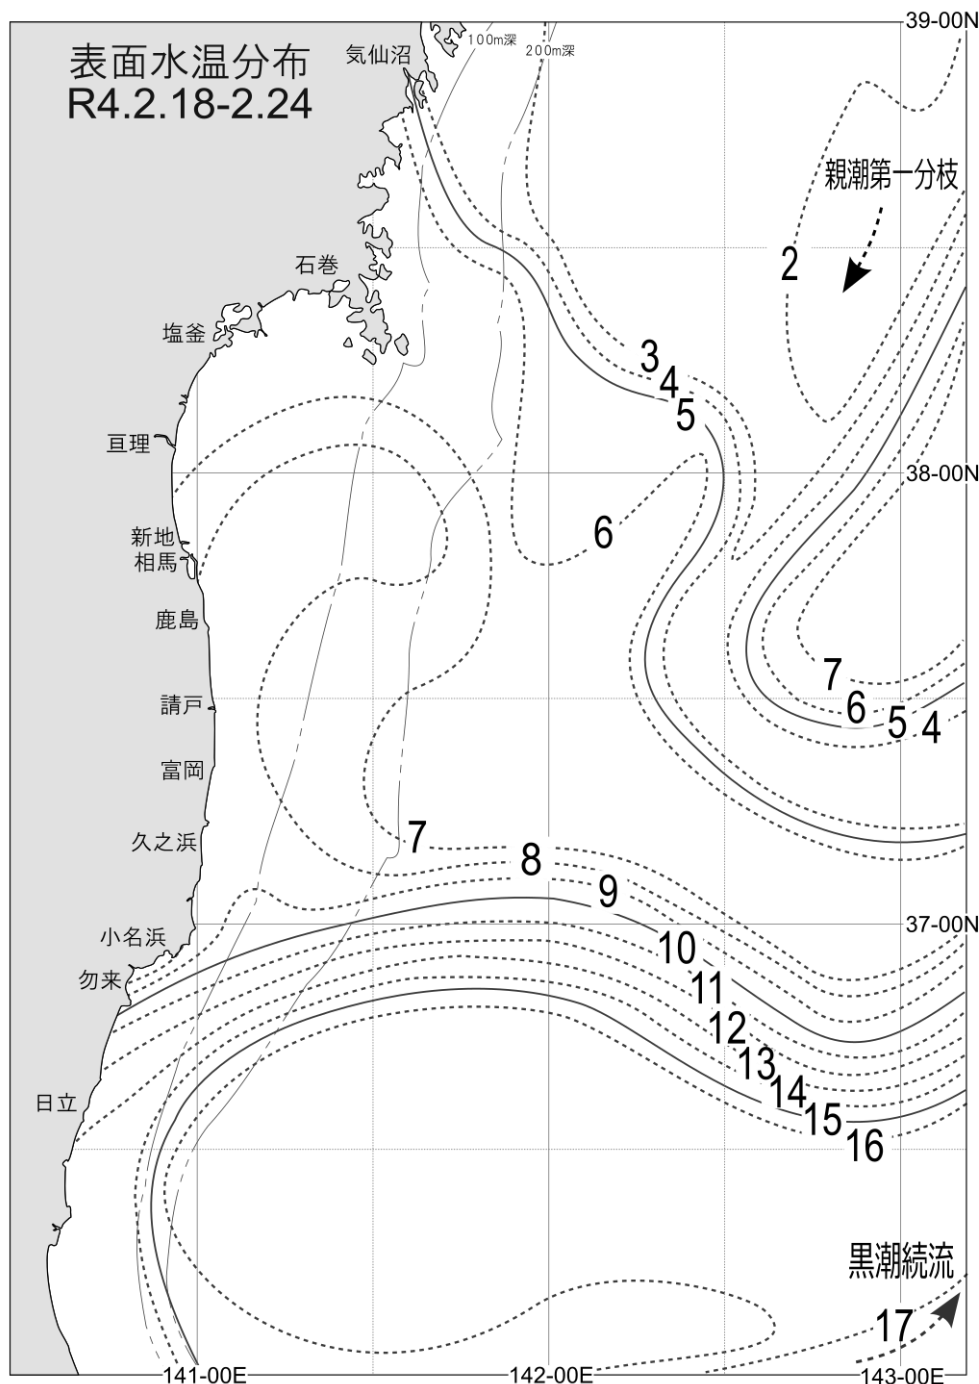 39-00N
表面水温分布
R4.2.18-2.24
気仙沼
100m深
200m深
親潮第一分枝
2
石巻
塩釜
3
4
5
亘理
38-00N
新地
6
相馬
鹿島
請戸
7
6
5
4
富岡
久之浜
7
8
9
37-00N
小名浜
10
勿来
11
12
13
日立
14
15
16
黒潮続流
17
141-00E
142-00E
143-00E